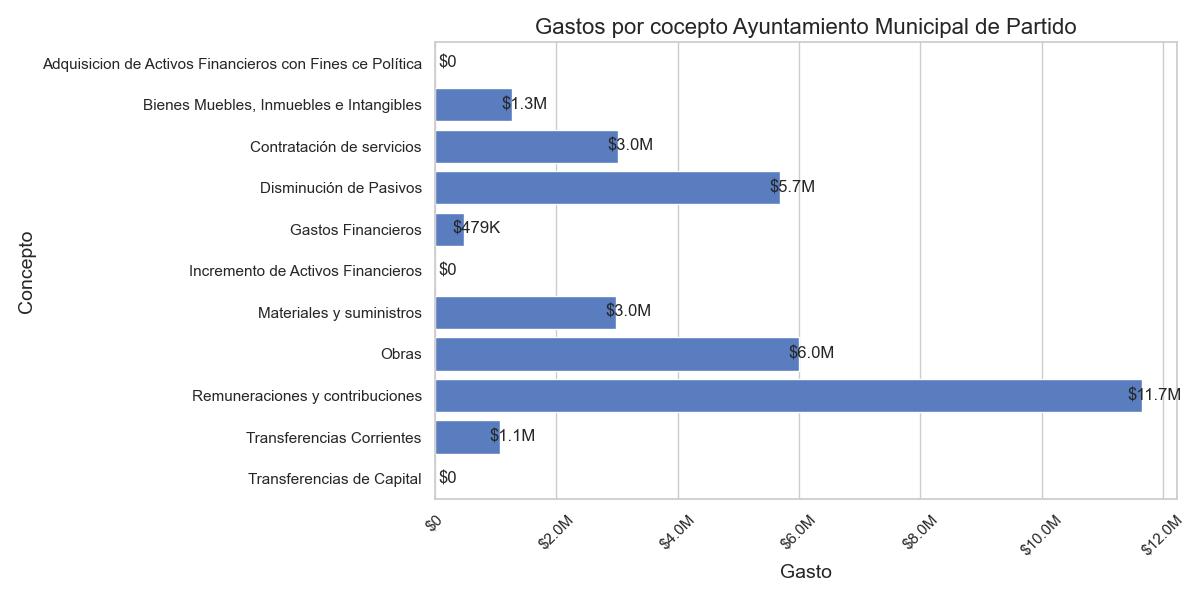 Gastos por cocepto Ayuntamiento Municipal de Partido
Concepto
Adquisicion de Activos Financieros con Fines ce Política $0
Bienes Muebles, Inmuebles e Intangibles $1.3M
Contratación de servicios $3.0M
Disminución de Pasivos $5.7M
Gastos Financieros $479K
Incremento de Activos Financieros $0
Materiales y suministros $3.0M
Obras $6.0M
Remuneraciones y contribuciones $11.7M
Transferencias Corrientes $1.1M
Transferencias de Capital $0
$0 $2.0M $4.0M $6.0M $8.0M $10.0M $12.0M
Gasto